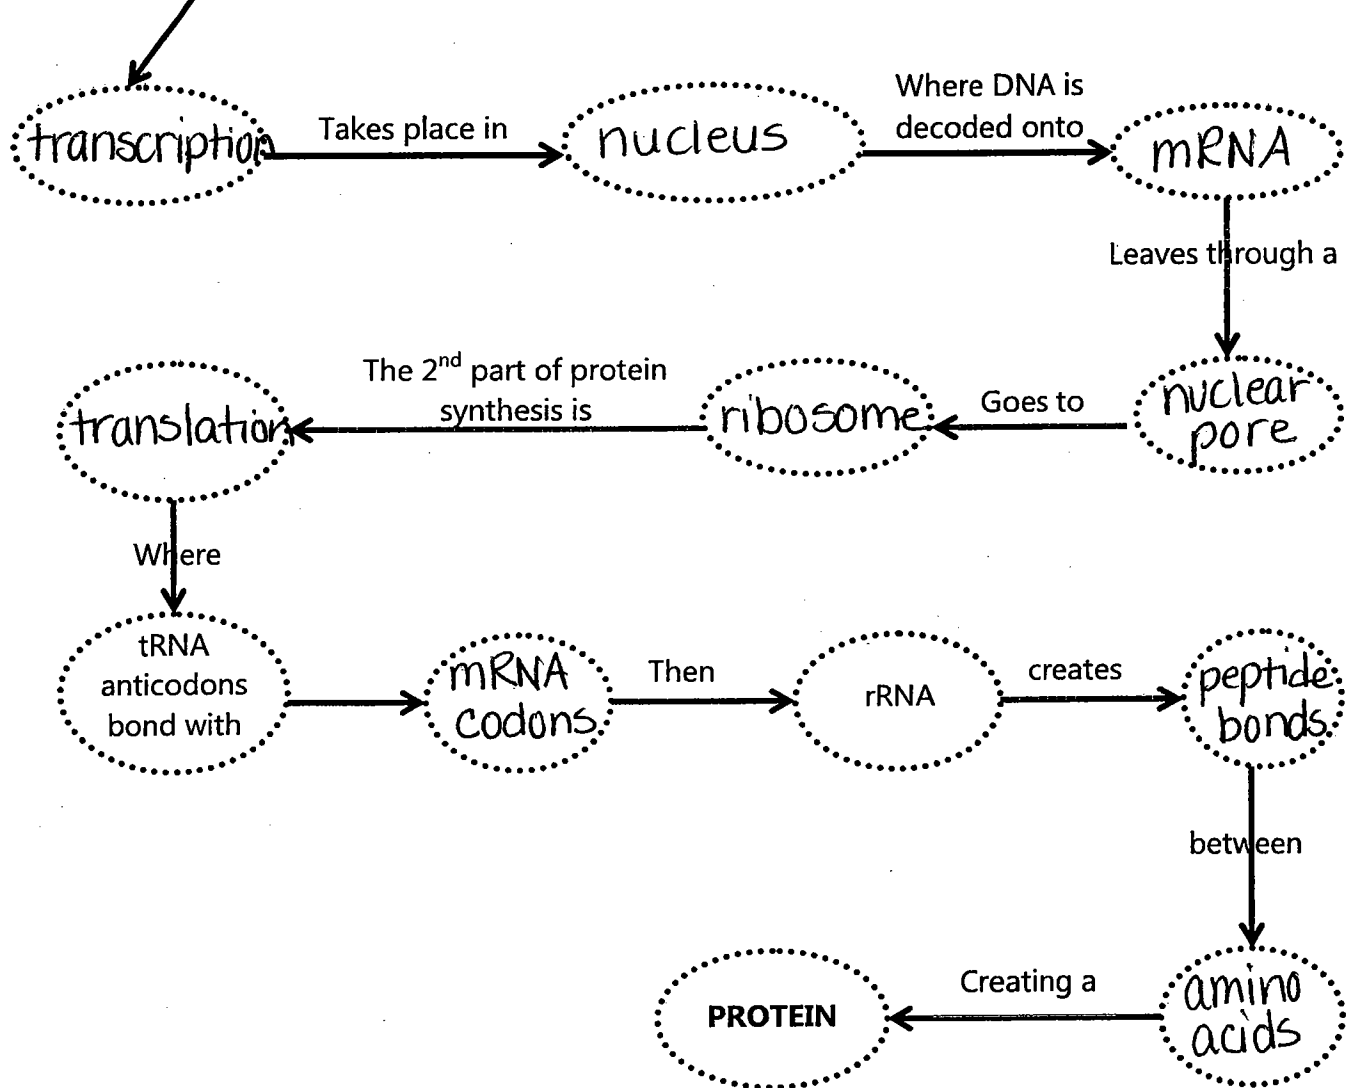 transcription
Takes place in
nucleus
Where DNA is
decoded onto
mRNA
Leaves through a
nuclear
pore
Goes to
ribosome
The 2nd part of protein
synthesis is
translation
Where
tRNA
anticodons
bond with
mRNA
codons
Then
rRNA
creates
peptide
bonds
between
amino
acids
Creating a
PROTEIN